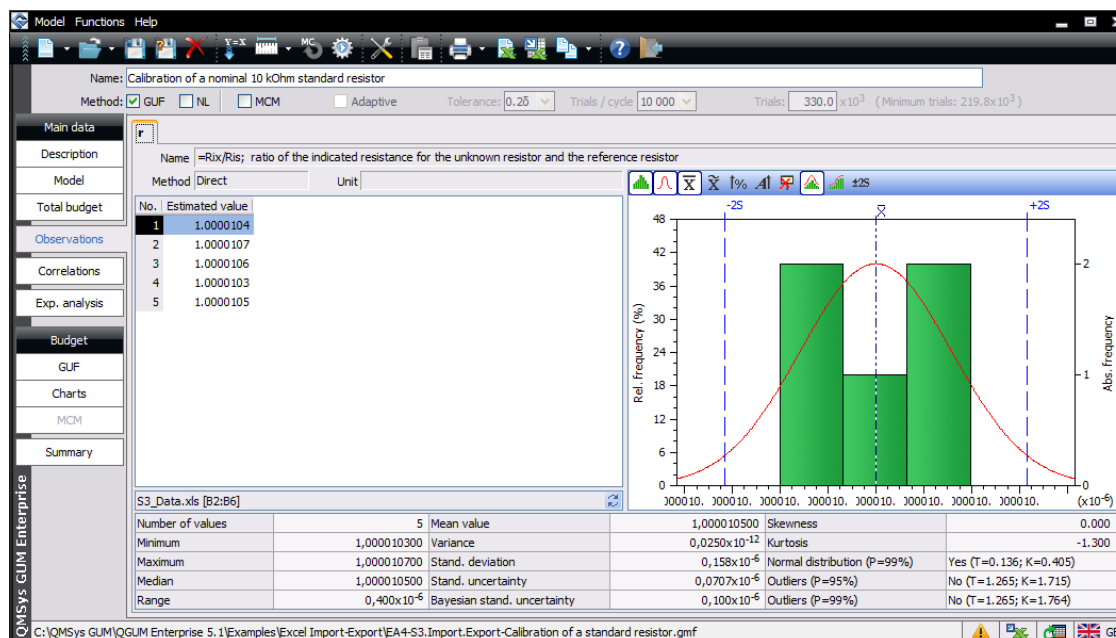 Model Functions Help
Y=X MC
Name: Calibration of a nominal 10 kOhm standard resistor
Method: GUF NL MCM Adaptive Tolerance: 0.2δ Trials / cycle 10 000 Trials: 330.0 x10³ (Minimum trials: 219.8x10³)
Main data
Description
Model
Total budget
Observations
Correlations
Exp. analysis
Budget
GUF
Charts
MCM
Summary
QMSys GUM Enterprise
r
Name =Rix/Ris; ratio of the indicated resistance for the unknown resistor and the reference resistor
Method Direct Unit
No. Estimated value
1 1.0000104
2 1.0000107
3 1.0000106
4 1.0000103
5 1.0000105
S3_Data.xls [B2:B6]
±2S
-2S x̅ +2S
Rel. frequency (%)
48
42
36
30
24
18
12
6
0
2
1
0
Abs. frequency
000010. 000010. 000010. 000010. 000010. 000010. (x10⁻⁶)
Number of values 5 Mean value 1,000010500 Skewness 0.000
Minimum 1,000010300 Variance 0,0250x10⁻¹² Kurtosis -1.300
Maximum 1,000010700 Stand. deviation 0,158x10⁻⁶ Normal distribution (P=99%) Yes (T=0.136; K=0.405)
Median 1,000010500 Stand. uncertainty 0,0707x10⁻⁶ Outliers (P=95%) No (T=1.265; K=1.715)
Range 0,400x10⁻⁶ Bayesian stand. uncertainty 0,100x10⁻⁶ Outliers (P=99%) No (T=1.265; K=1.764)
C:\QMSys GUM\QGUM Enterprise 5.1\Examples\Excel Import-Export\EA4-S3.Import.Export-Calibration of a standard resistor.gmf